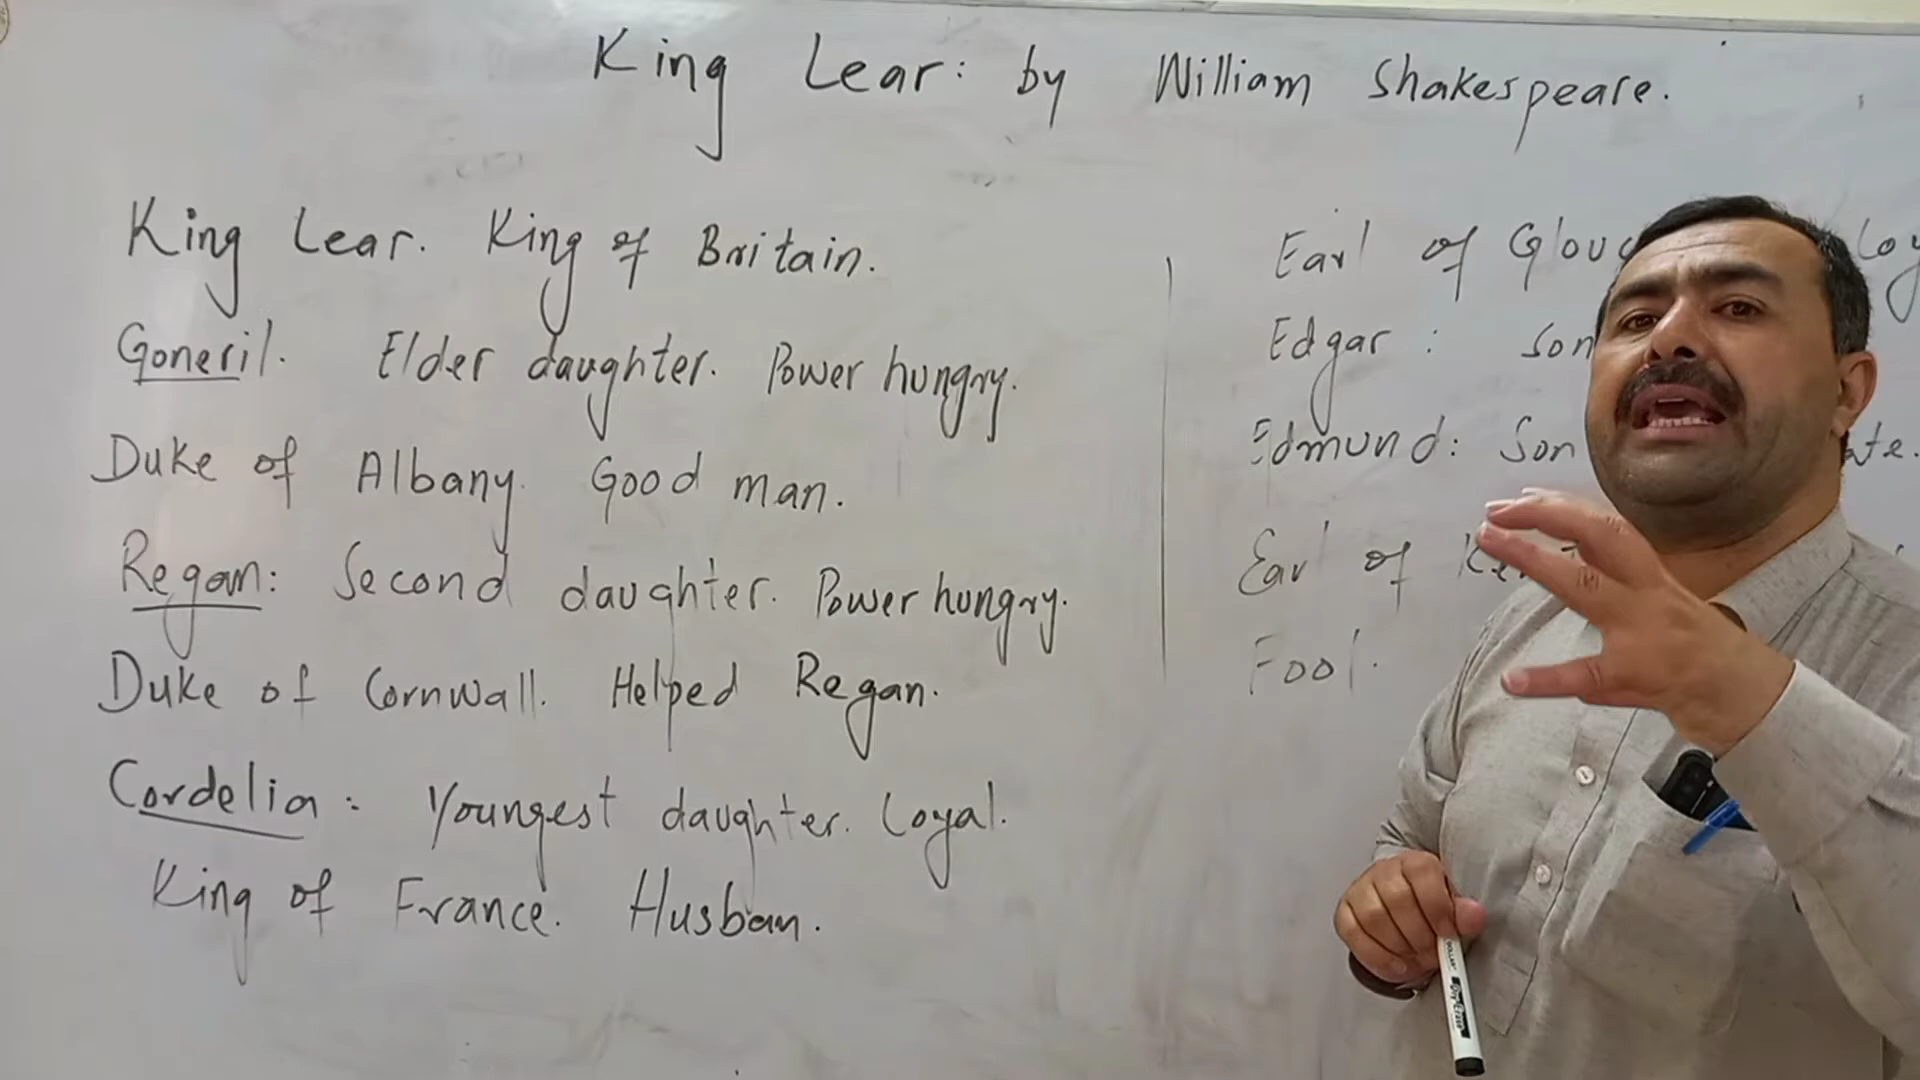 King Lear: by William Shakespeare.
King Lear. King of Britain.
Goneril. Elder daughter. Power hungry.
Duke of Albany. Good man.
Regan: Second daughter. Power hungry.
Duke of Cornwall. Helped Regan.
Cordelia: Youngest daughter. Loyal.
King of France. Husban.
Earl of
Edgar: Son
Edmund: Son
Earl of
Fool.